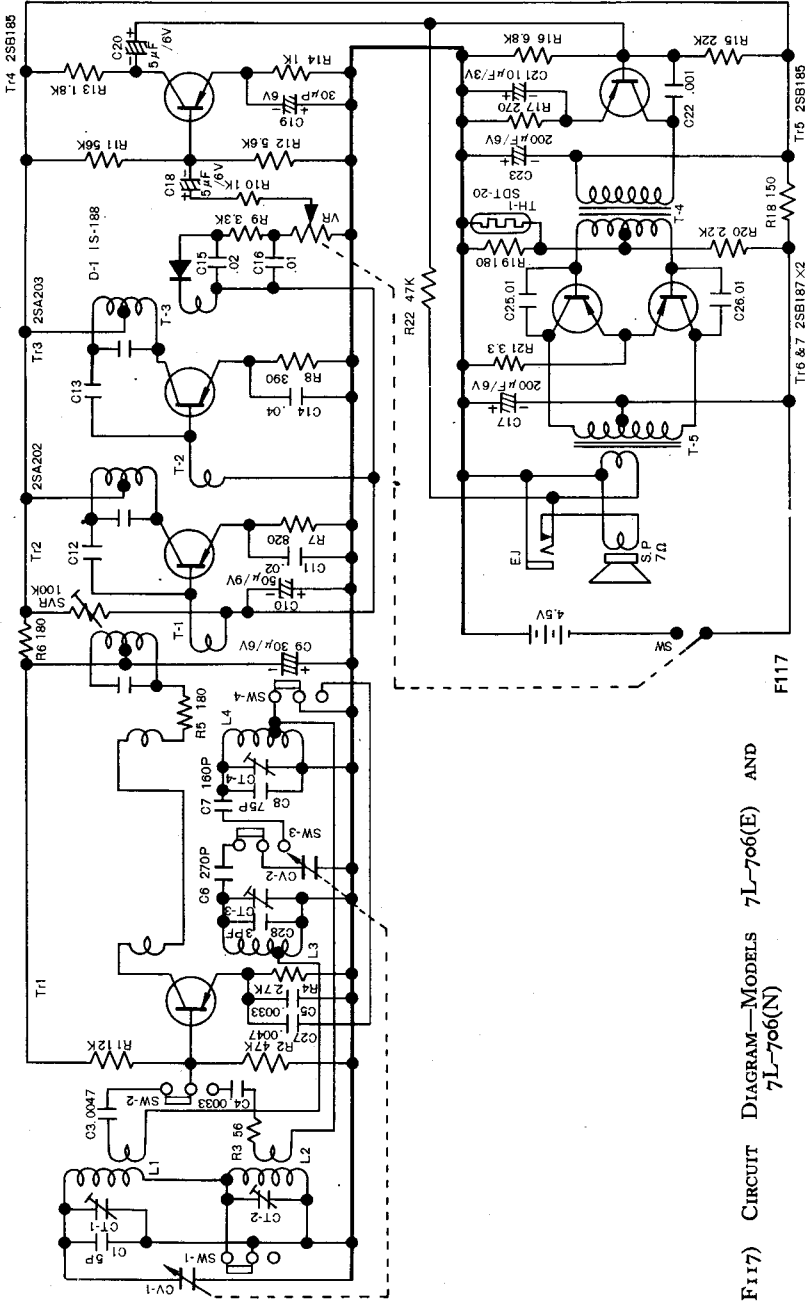 F117) CIRCUIT DIAGRAM—MODELS 7L–706(E) AND
7L–706(N)
F117
Tr1
Tr2
2SA202
Tr3
2SA203
D-1 IS-188
Tr4 2SB185
CV-1
C1
5P
CT-1
L1
SW-1
CT-2
L2
C3.0047
SW-2
C4.0033
R3 56
R1 12K
R2 47K
C27
.0047
C5
.0033
R4
2.7K
L3
C28
3PF
CT-3
C6 270P
CV-2
SW-3
C7 160P
C8
75P
CT-4
L4
SW-4
R5 180
C9 30μ/6V
R6 180
SVR
100K
T-1
C10
50μ/9V
C11
.02
R7
820
C12
T-2
C13
C14
.04
R8
390
T-3
C15
.02
R9 3.3K
C16
.01
VR
R10 1K
C18
5μF
/6V
R11 56K
R12 5.6K
R13 1.8K
C20
5μF
/6V
C19
30μP
6V
R14 1K
R22 47K
4.5V
SW
EJ
S.P
7Ω
T-5
C17
200μF/6V
R21 3.3
C25.01
C26.01
Tr6 & 7 2SB187×2
R19 180
TH-1
SDT-20
R20 2.2K
T-4
R18 150
C23
200μF/6V
R17 270
C21 10μF/3V
R16 6.8K
C22
.001
R15 22K
Tr5 2SB185